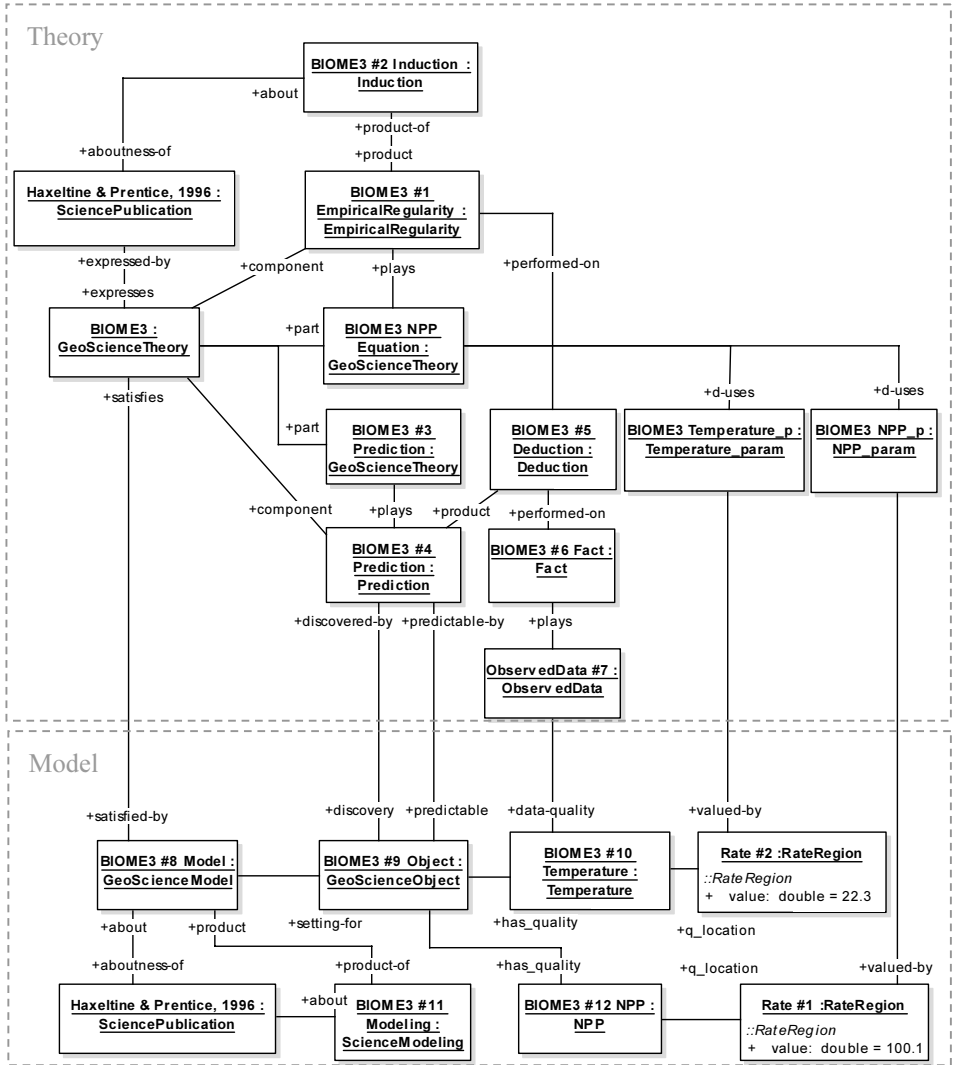 Theory
BIOME3 #2 Induction :
Induction
+about
+product-of
+aboutness-of
+product
Haxeltine & Prentice, 1996 :
SciencePublication
BIOME3 #1
EmpiricalRegularity :
EmpiricalRegularity
+expressed-by
+component
+plays
+performed-on
+expresses
BIOME3 :
GeoScienceTheory
+part
BIOME3 NPP
Equation :
GeoScienceTheory
+satisfies
+d-uses
+d-uses
+part
BIOME3 #3
Prediction :
GeoScienceTheory
BIOME3 #5
Deduction :
Deduction
BIOME3 Temperature_p :
Temperature_param
BIOME3 NPP_p :
NPP_param
+component
+plays
+product
+performed-on
BIOME3 #4
Prediction :
Prediction
BIOME3 #6 Fact :
Fact
+discovered-by
+predictable-by
+plays
ObservedData #7 :
ObservedData
Model
+satisfied-by
+discovery
+predictable
+data-quality
+valued-by
BIOME3 #8 Model :
GeoScienceModel
BIOME3 #9 Object :
GeoScienceObject
BIOME3 #10
Temperature :
Temperature
Rate #2 :RateRegion
::RateRegion
+ value: double = 22.3
+about
+product
+setting-for
+has_quality
+q_location
+aboutness-of
+product-of
+has_quality
+q_location
+valued-by
Haxeltine & Prentice, 1996 :
SciencePublication
+about
BIOME3 #11
Modeling :
ScienceModeling
BIOME3 #12 NPP :
NPP
Rate #1 :RateRegion
::RateRegion
+ value: double = 100.1